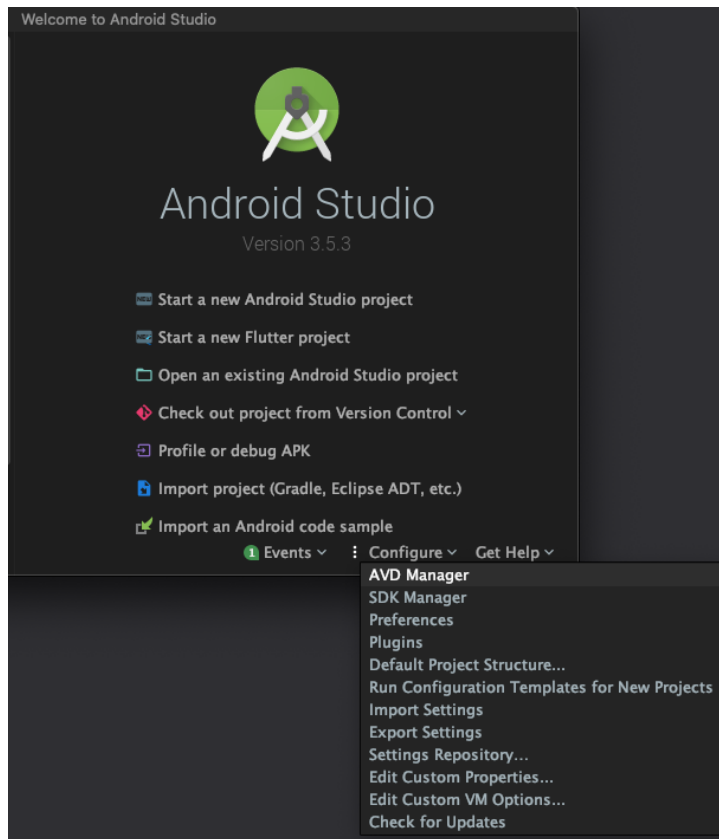 Welcome to Android Studio
Android Studio
Version 3.5.3
Start a new Android Studio project
Start a new Flutter project
Open an existing Android Studio project
Check out project from Version Control
Profile or debug APK
Import project (Gradle, Eclipse ADT, etc.)
Import an Android code sample
1 Events Configure Get Help
AVD Manager
SDK Manager
Preferences
Plugins
Default Project Structure...
Run Configuration Templates for New Projects
Import Settings
Export Settings
Settings Repository...
Edit Custom Properties...
Edit Custom VM Options...
Check for Updates